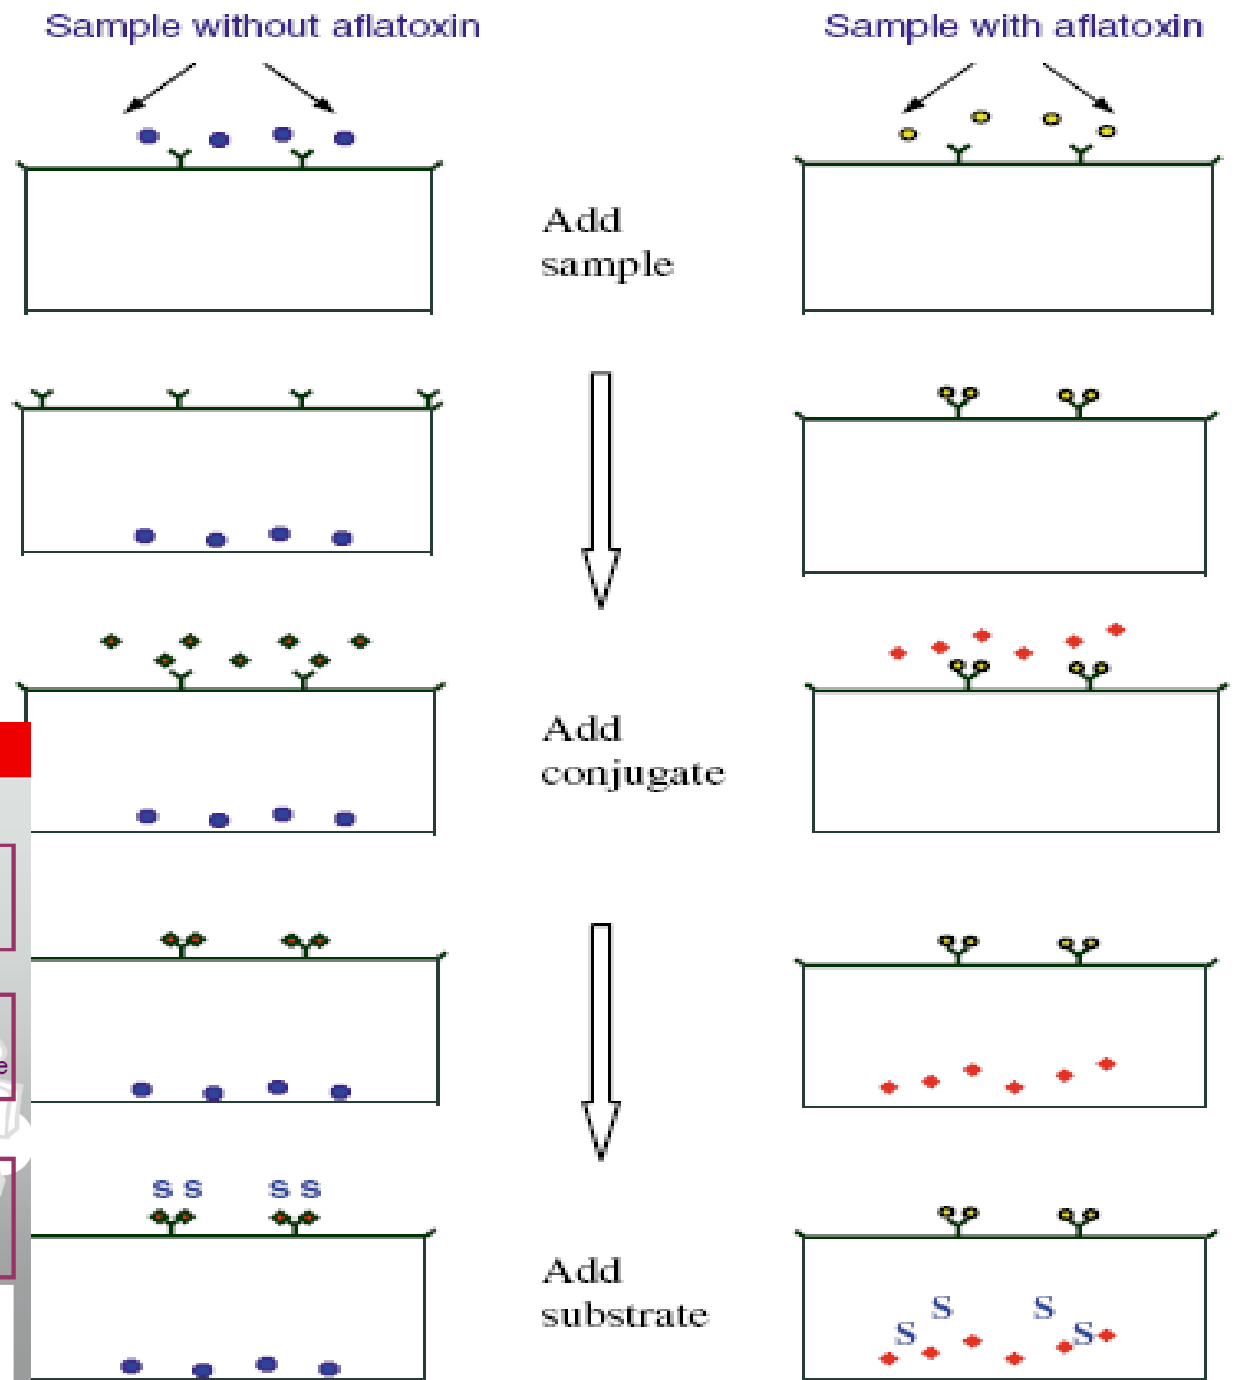 Sample without aflatoxin
Sample with aflatoxin
Add
sample
Add
conjugate
e
S S S S
Add
substrate
S S
S S